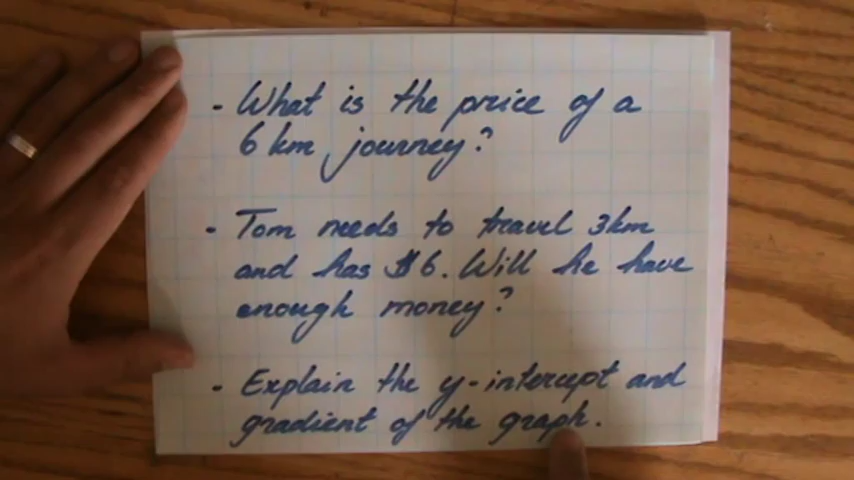 - What is the price of a
6 km journey?
- Tom needs to travel 3km
and has $6. Will he have
enough money?
- Explain the y-intercept and
gradient of the graph.